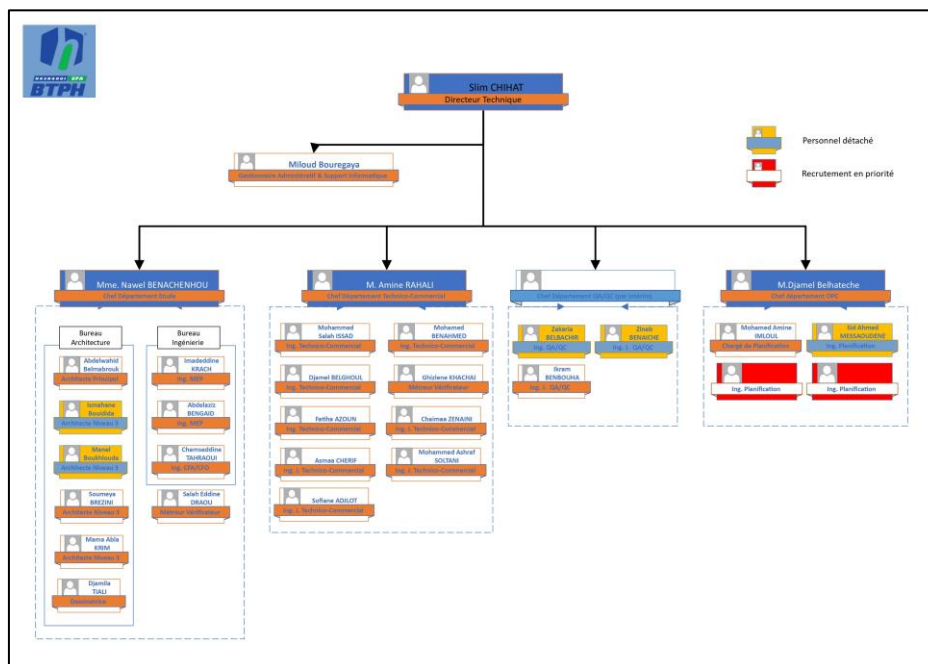 HASNAOUI SPA
BTPH
Slim CHIHAT
Directeur Technique
Miloud Bouregaya
Gestionnaire Administratif & Support Informatique
Personnel détaché
Recrutement en priorité
Mme. Nawel BENACHENHOU
Chef Département Etude
M. Amine RAHALI
Chef Département Technico-Commercial
Chef Département QA/QC (par intérim)
M.Djamel Belhateche
Chef département OPC
Bureau
Architecture
Abdelwahid
Belmabrouk
Architecte Principal
Ismahane
Bouidida
Architecte Niveau 3
Manel
Boukhlouda
Architecte Niveau 3
Soumeya
BREZINI
Architecte Niveau 3
Mama Abla
KRIM
Architecte Niveau 3
Djamila
TIALI
Dessinatrice
Bureau
Ingénierie
Imadeddine
KRACH
Ing. MEP
Abdelaziz
BENGAID
Ing. MEP
Chemseddine
TAHRAOUI
Ing. CFA/CFO
Salah Eddine
DRAOU
Métreur Vérificateur
Mohammed
Salah ISSAD
Ing. Technico-Commercial
Mohamed
BENAHMED
Ing. Technico-Commercial
Djamel BELGHOUL
Ing. Technico-Commercial
Ghizlene KHACHAI
Métreur Vérificateur
Fethe AZOUN
Ing. J. Technico-Commercial
Chaimaa ZENAINI
Ing. J. Technico-Commercial
Asmaa CHERIF
Ing. J. Technico-Commercial
Mohammed Ashraf
SOLTANI
Ing. J. Technico-Commercial
Sofiane ADJLOT
Ing. J. Technico-Commercial
Zakaria
BELBACHIR
Ing. QA/QC
Zineb
BENAICHE
Ing. J. QA/QC
Ikram
BENBOUHA
Ing. J. QA/QC
Mohamed Amine
IMLOUL
Chargé de Planification
Sid Ahmed
MESSAOUDENE
Ing. Planification
Ing. Planification
Ing. Planification